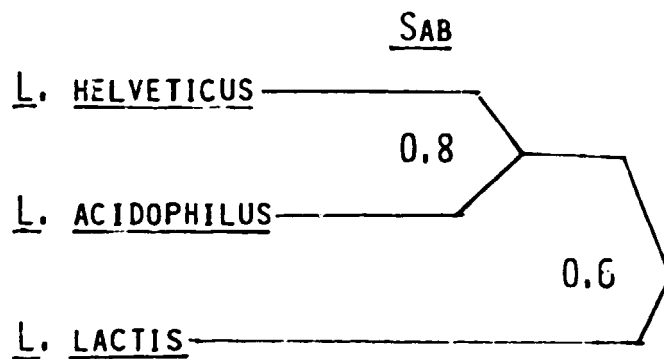 SAB
L. HELVETICUS
0.8
L. ACIDOPHILUS
0.6
L. LACTIS